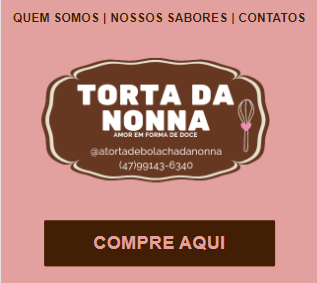 QUEM SOMOS | NOSSOS SABORES | CONTATOS
TORTA DA
NONNA
AMOR EM FORMA DE DOCE
@atortadebolachadanonna
(47)99143-6340
COMPRE AQUI